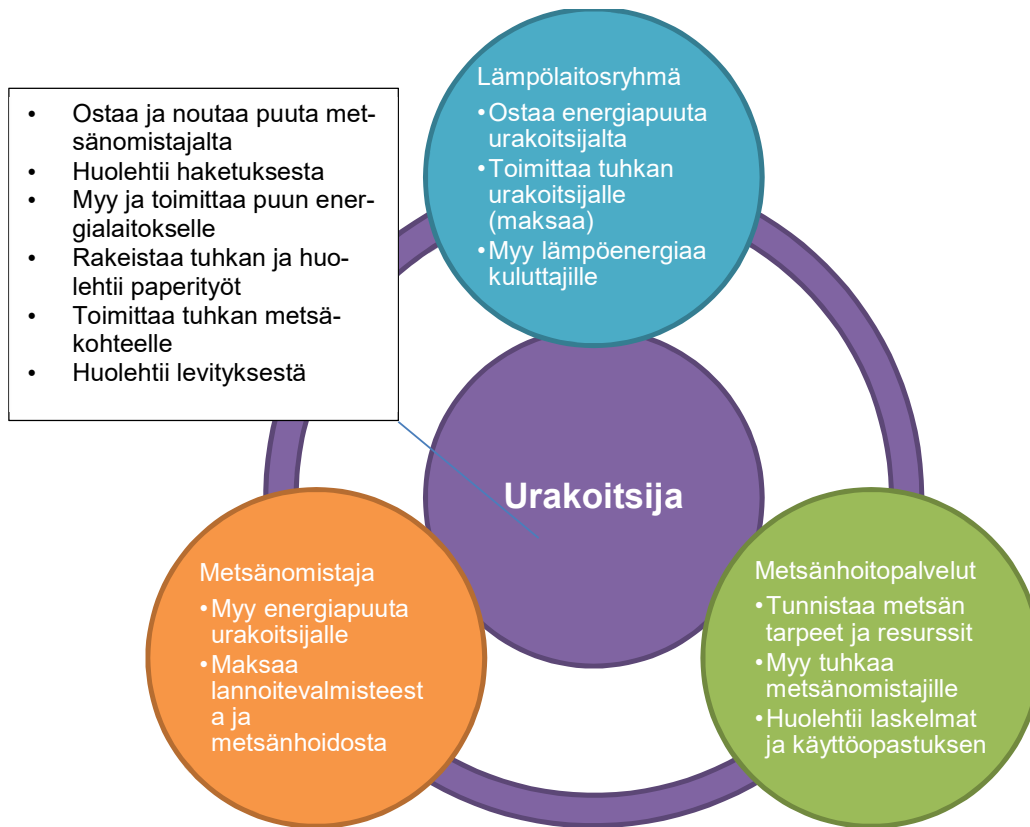 • Ostaa ja noutaa puuta met-
sänomistajalta
• Huolehtii haketuksesta
• Myy ja toimittaa puun ener-
gialaitokselle
• Rakeistaa tuhkan ja huo-
lehtii paperityöt
• Toimittaa tuhkan metsä-
kohteelle
• Huolehtii levityksestä
Lämpölaitosryhmä
•Ostaa energiapuuta
urakoitsijalta
•Toimittaa tuhkan
urakoitsijalle
(maksaa)
•Myy lämpöenergiaa
kuluttajille
Urakoitsija
Metsänomistaja
•Myy energiapuuta
urakoitsijalle
•Maksaa
lannoitevalmisteest
a ja
metsänhoidosta
Metsänhoitopalvelut
•Tunnistaa metsän
tarpeet ja resurssit
•Myy tuhkaa
metsänomistajille
•Huolehtii laskelmat
ja käyttöopastuksen